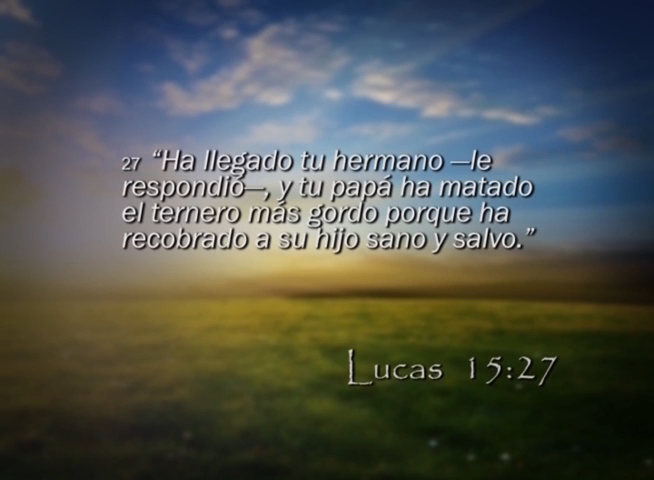 27 “Ha llegado tu hermano —le
respondió—, y tu papá ha matado
el ternero más gordo porque ha
recobrado a su hijo sano y salvo.”
Lucas 15:27